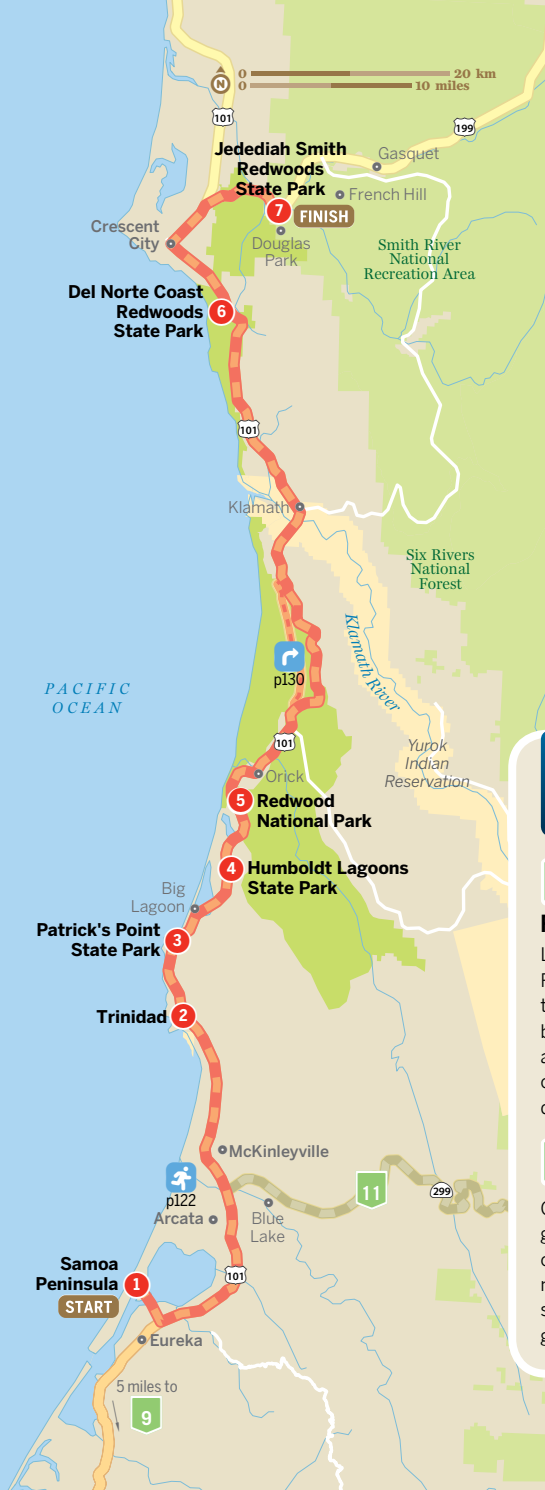 0 20 km
N
0 10 miles
101
199
Jedediah Smith
Redwoods
State Park
Gasquet
French Hill
7 FINISH
Crescent
City
Douglas
Park
Smith River
National
Recreation Area
Del Norte Coast
Redwoods
State Park
6
101
Klamath
Six Rivers
National
Forest
Klamath River
PACIFIC
OCEAN
p130
101
Yurok
Indian
Reservation
Orick
5 Redwood
National Park
4 Humboldt Lagoons
State Park
Big
Lagoon
Patrick's Point
State Park
3
Trinidad 2
McKinleyville
p122
11
299
Arcata
Blue
Lake
Samoa
Peninsula
1
START
101
Eureka
5 miles to
9